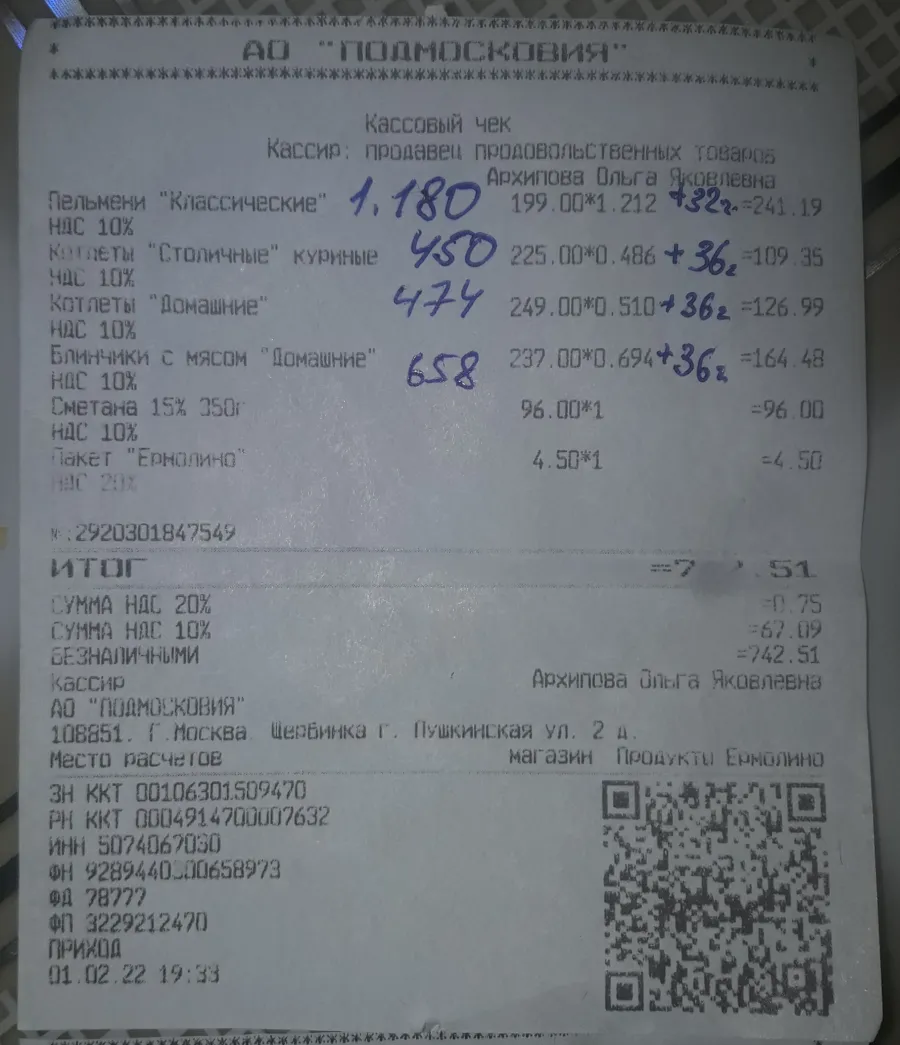 АО "ПОДМОСКОВИЯ"
Кассовый чек
Кассир: продавец продовольственных товаров
Архипова Ольга Яковлевна
Пельмени "Классические" 1.180 199.00*1.212 +32г. =241.19
НДС 10%
Котлеты "Столичные" куриные 450 225.00*0.486 +36г =109.35
НДС 10%
Котлеты "Домашние" 474 249.00*0.510 +36г =126.99
НДС 10%
Блинчики с мясом "Домашние" 658 237.00*0.694 +36г =164.48
НДС 10%
Сметана 15% 350г 96.00*1 =96.00
НДС 10%
Пакет "Ермолино" 4.50*1 =4.50
НДС 20%
№:2920301847549
ИТОГ
СУММА НДС 20% =0.75
СУММА НДС 10% =67.09
БЕЗНАЛИЧНЫМИ =742.51
Кассир Архипова Ольга Яковлевна
АО "ПОДМОСКОВИЯ"
108851. Г.Москва Щербинка г. Пушкинская ул. 2 д.
Место расчетов магазин Продукты Ермолино
ЗН ККТ 00106301509470
РН ККТ 0004914700007632
ИНН 5074067030
ФН
ФД 78777
ФП 3229212470
ПРИХОД
01.02.22 19:33